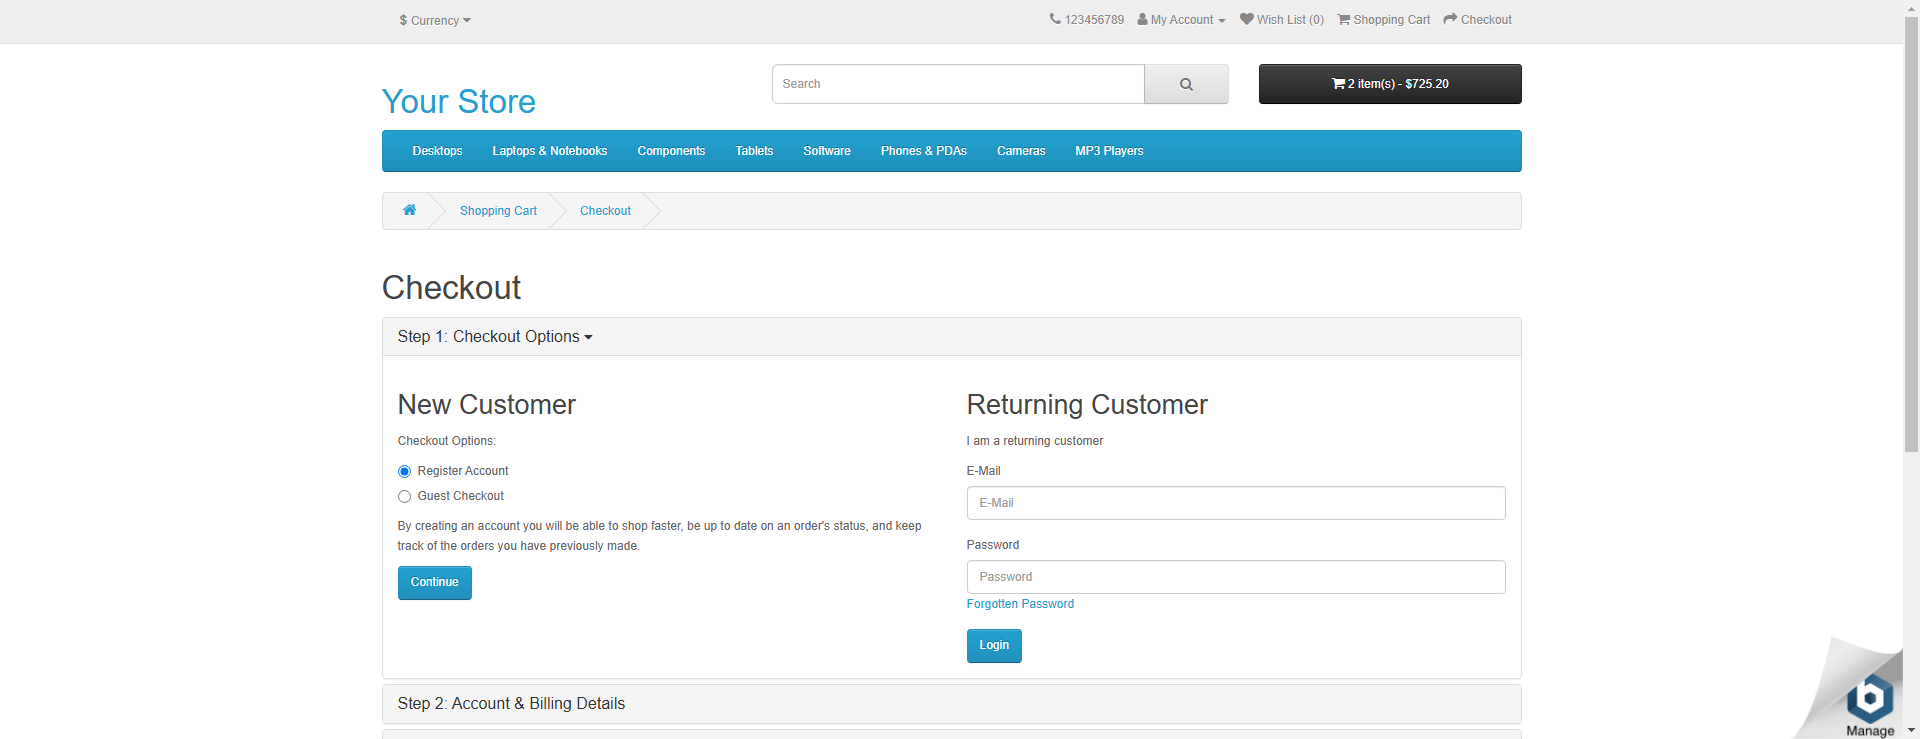 $ Currency
123456789 My Account Wish List (0) Shopping Cart Checkout
Your Store
Search
2 item(s) - $725.20
Desktops Laptops & Notebooks Components Tablets Software Phones & PDAs Cameras MP3 Players
Shopping Cart Checkout
Checkout
Step 1: Checkout Options
New Customer
Checkout Options:
Register Account
Guest Checkout
By creating an account you will be able to shop faster, be up to date on an order's status, and keep
track of the orders you have previously made.
Continue
Returning Customer
I am a returning customer
E-Mail
E-Mail
Password
Password
Forgotten Password
Login
Step 2: Account & Billing Details
Manage